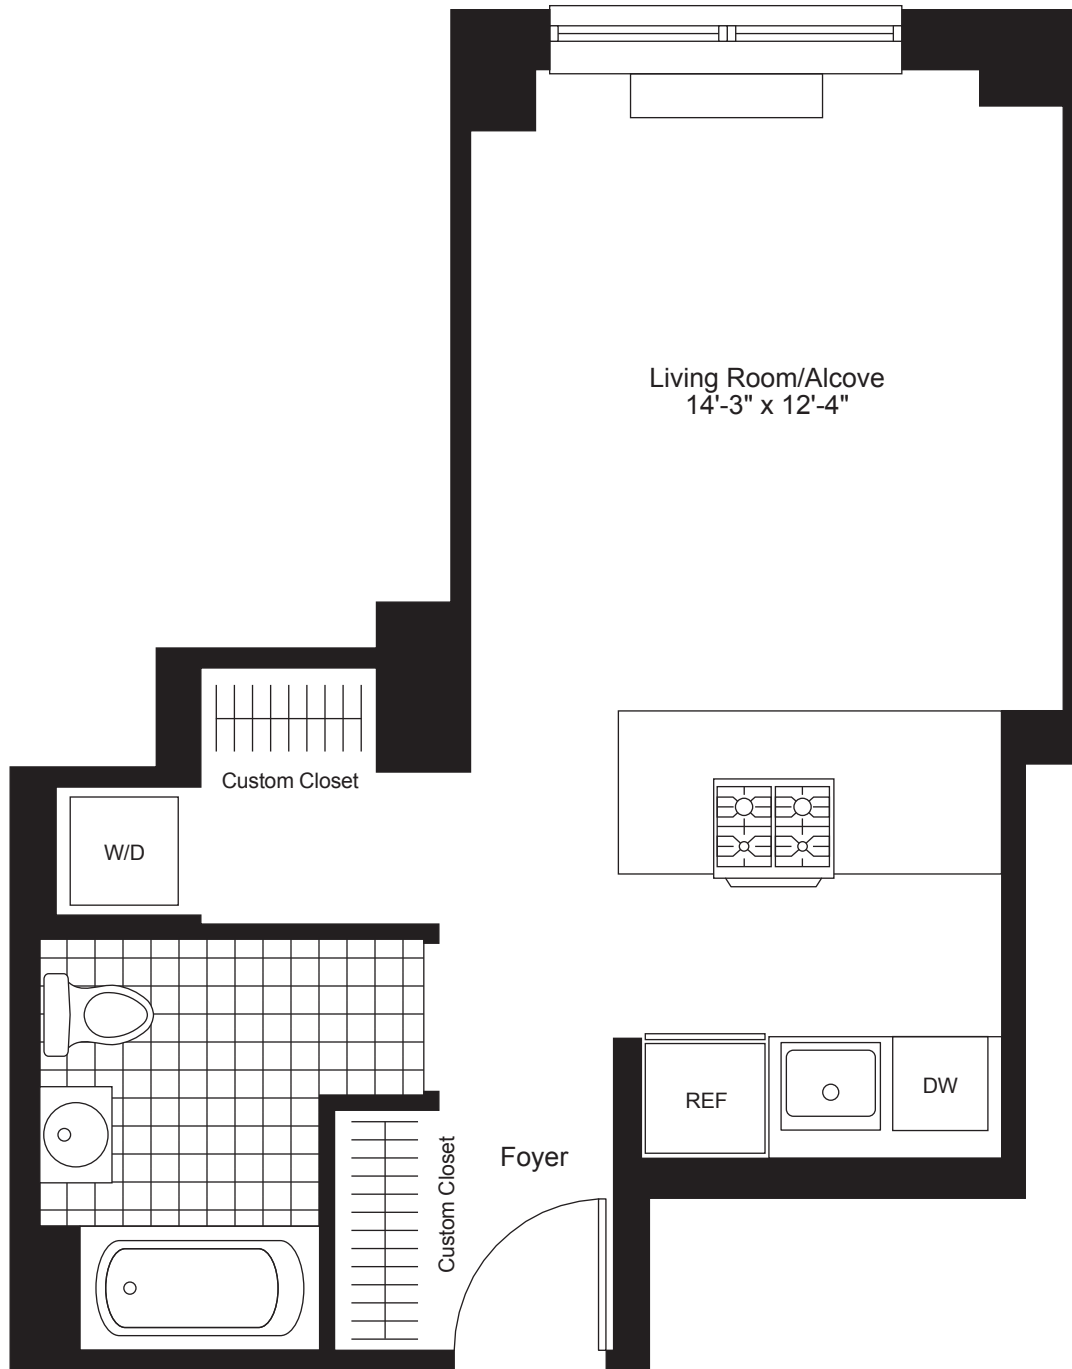 Living Room/Alcove
14'-3" x 12'-4"
Custom Closet
W/D
REF
DW
Foyer
Custom Closet